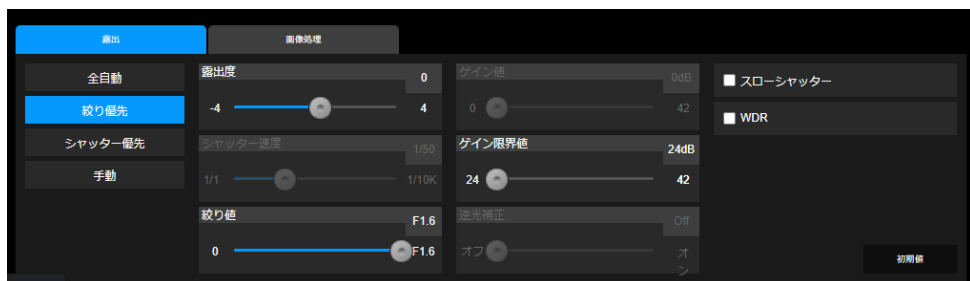 露出
画像処理
全自動
絞り優先
シャッター優先
手動
露出度 0
-4 4
シャッター速度 1/50
1/1 1/10K
絞り値 F1.6
0 F1.6
ゲイン値 0dB
0 42
ゲイン限界値 24dB
24 42
逆光補正 Off
オフ オン
スローシャッター
WDR
初期値